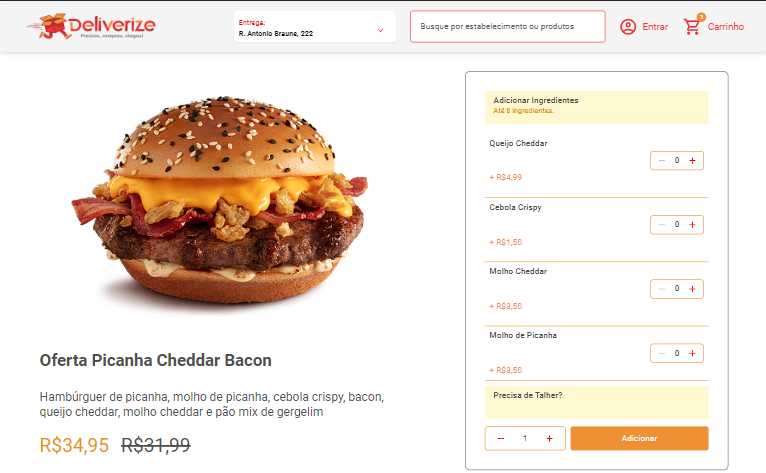 Deliverize
Precisou, comprou, chegou!
Entrega:
R. Antonio Braune, 222
Busque por estabelecimento ou produtos
Entrar
1
Carrinho
Oferta Picanha Cheddar Bacon
Hambúrguer de picanha, molho de picanha, cebola crispy, bacon,
queijo cheddar, molho cheddar e pão mix de gergelim
R$34,95 R$31,99
Adicionar Ingredientes
Até 8 Ingredientes.
Queijo Cheddar
− 0 +
+ R$4,99
Cebola Crispy
− 0 +
+ R$1,50
Molho Cheddar
− 0 +
+ R$3,50
Molho de Picanha
− 0 +
+ R$3,50
Precisa de Talher?
− 1 +
Adicionar